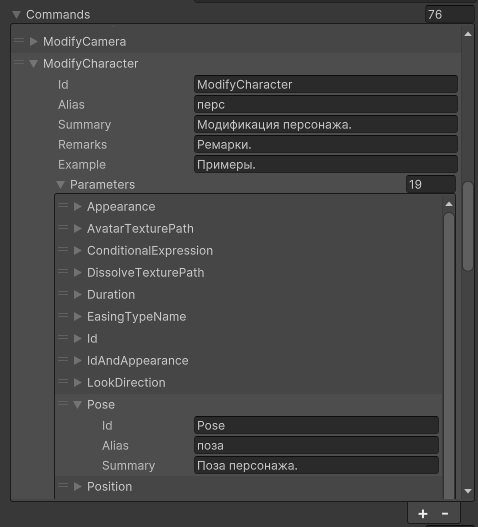 Commands 76
ModifyCamera
ModifyCharacter
Id ModifyCharacter
Alias перс
Summary Модификация персонажа.
Remarks Ремарки.
Example Примеры.
Parameters 19
Appearance
AvatarTexturePath
ConditionalExpression
DissolveTexturePath
Duration
EasingTypeName
Id
IdAndAppearance
LookDirection
Pose
Id Pose
Alias поза
Summary Поза персонажа.
Position
+ -